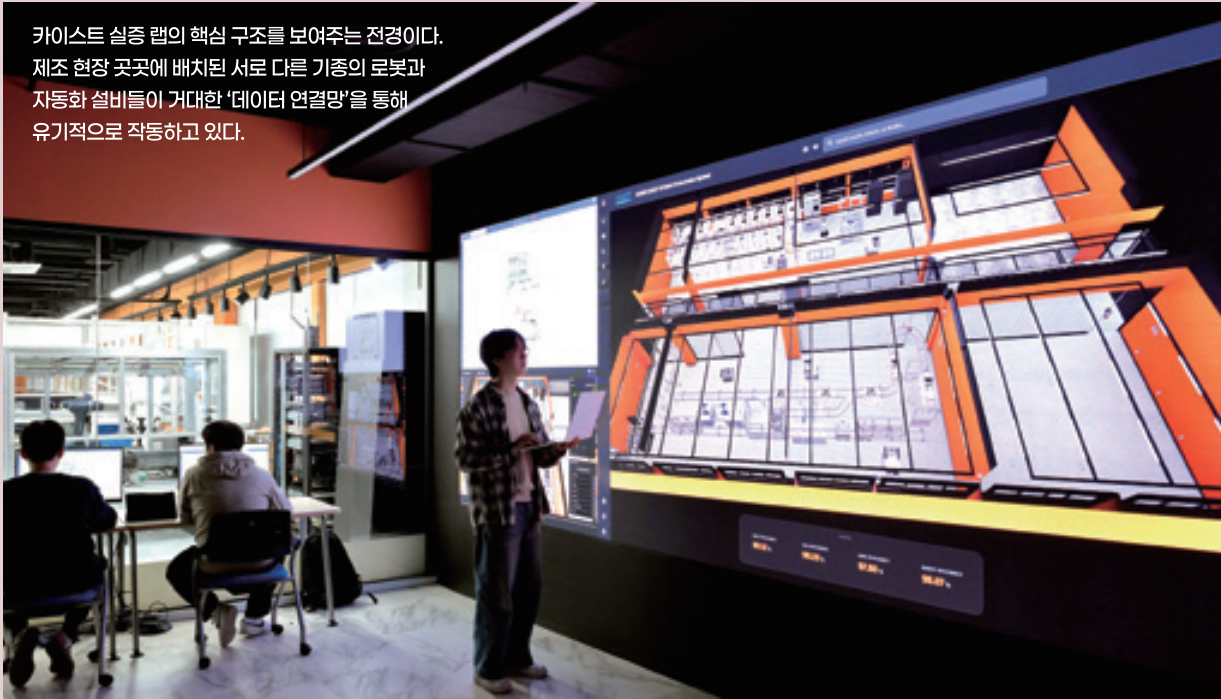 카이스트 실증 랩의 핵심 구조를 보여주는 전경이다.
제조 현장 곳곳에 배치된 서로 다른 기종의 로봇과
자동화 설비들이 거대한 ‘데이터 연결망’을 통해
유기적으로 작동하고 있다.